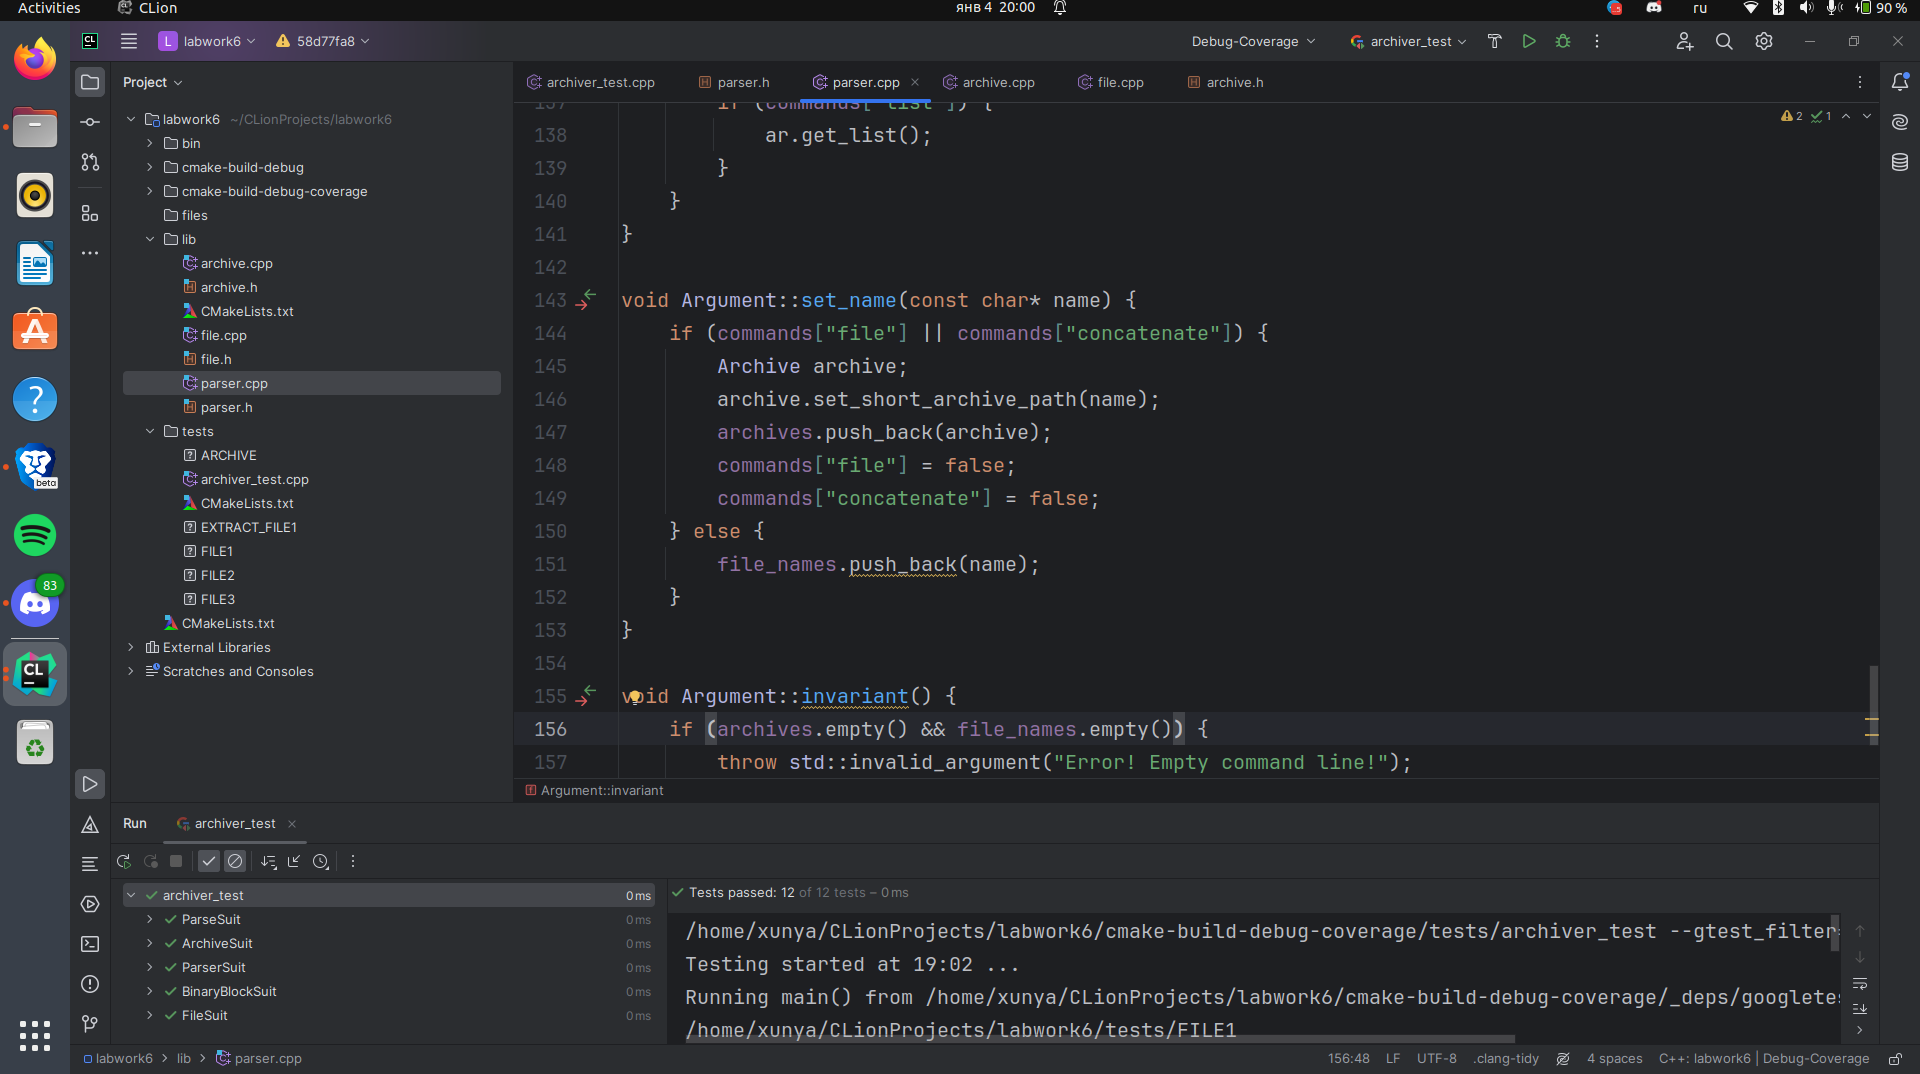 Activities
CLion
янв 4 20:00
ru
90 %
L labwork6
58d77fa8
Debug-Coverage
archiver_test
Project
archiver_test.cpp
parser.h
parser.cpp
archive.cpp
file.cpp
archive.h
labwork6 ~/CLionProjects/labwork6
bin
cmake-build-debug
cmake-build-debug-coverage
files
lib
archive.cpp
archive.h
CMakeLists.txt
file.cpp
file.h
parser.cpp
parser.h
tests
ARCHIVE
archiver_test.cpp
CMakeLists.txt
EXTRACT_FILE1
FILE1
FILE2
FILE3
CMakeLists.txt
External Libraries
Scratches and Consoles
beta
83
CL
2 1
137 if (commands["list"]) {
138 ar.get_list();
139 }
140 }
141 }
142
143 void Argument::set_name(const char* name) {
144 if (commands["file"] || commands["concatenate"]) {
145 Archive archive;
146 archive.set_short_archive_path(name);
147 archives.push_back(archive);
148 commands["file"] = false;
149 commands["concatenate"] = false;
150 } else {
151 file_names.push_back(name);
152 }
153 }
154
155 void Argument::invariant() {
156 if (archives.empty() && file_names.empty()) {
157 throw std::invalid_argument("Error! Empty command line!");
Argument::invariant
Run
archiver_test
archiver_test 0 ms
ParseSuit 0 ms
ArchiveSuit 0 ms
ParserSuit 0 ms
BinaryBlockSuit 0 ms
FileSuit 0 ms
Tests passed: 12 of 12 tests – 0 ms
/home/xunya/CLionProjects/labwork6/cmake-build-debug-coverage/tests/archiver_test --gtest_filter
Testing started at 19:02 ...
Running main() from /home/xunya/CLionProjects/labwork6/cmake-build-debug-coverage/_deps/googlete
/home/xunya/CLionProjects/labwork6/tests/FILE1
labwork6 > lib > parser.cpp
156:48 LF UTF-8 .clang-tidy 4 spaces C++: labwork6 | Debug-Coverage